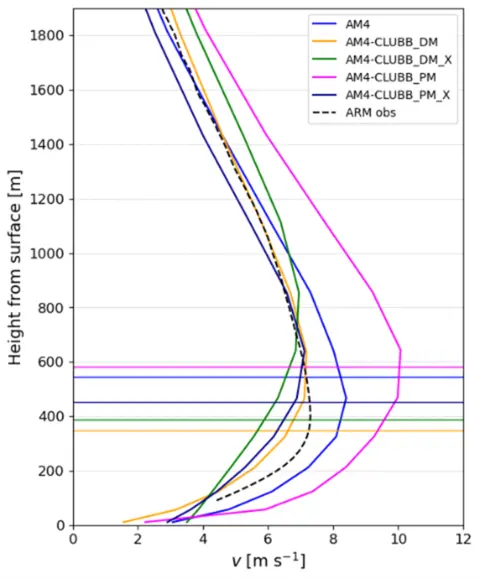 AM4
AM4-CLUBB_DM
AM4-CLUBB_DM_X
AM4-CLUBB_PM
AM4-CLUBB_PM_X
ARM obs
Height from surface [m]
1800
1600
1400
1200
1000
800
600
400
200
0
0 2 4 6 8 10 12
v [m s⁻¹]